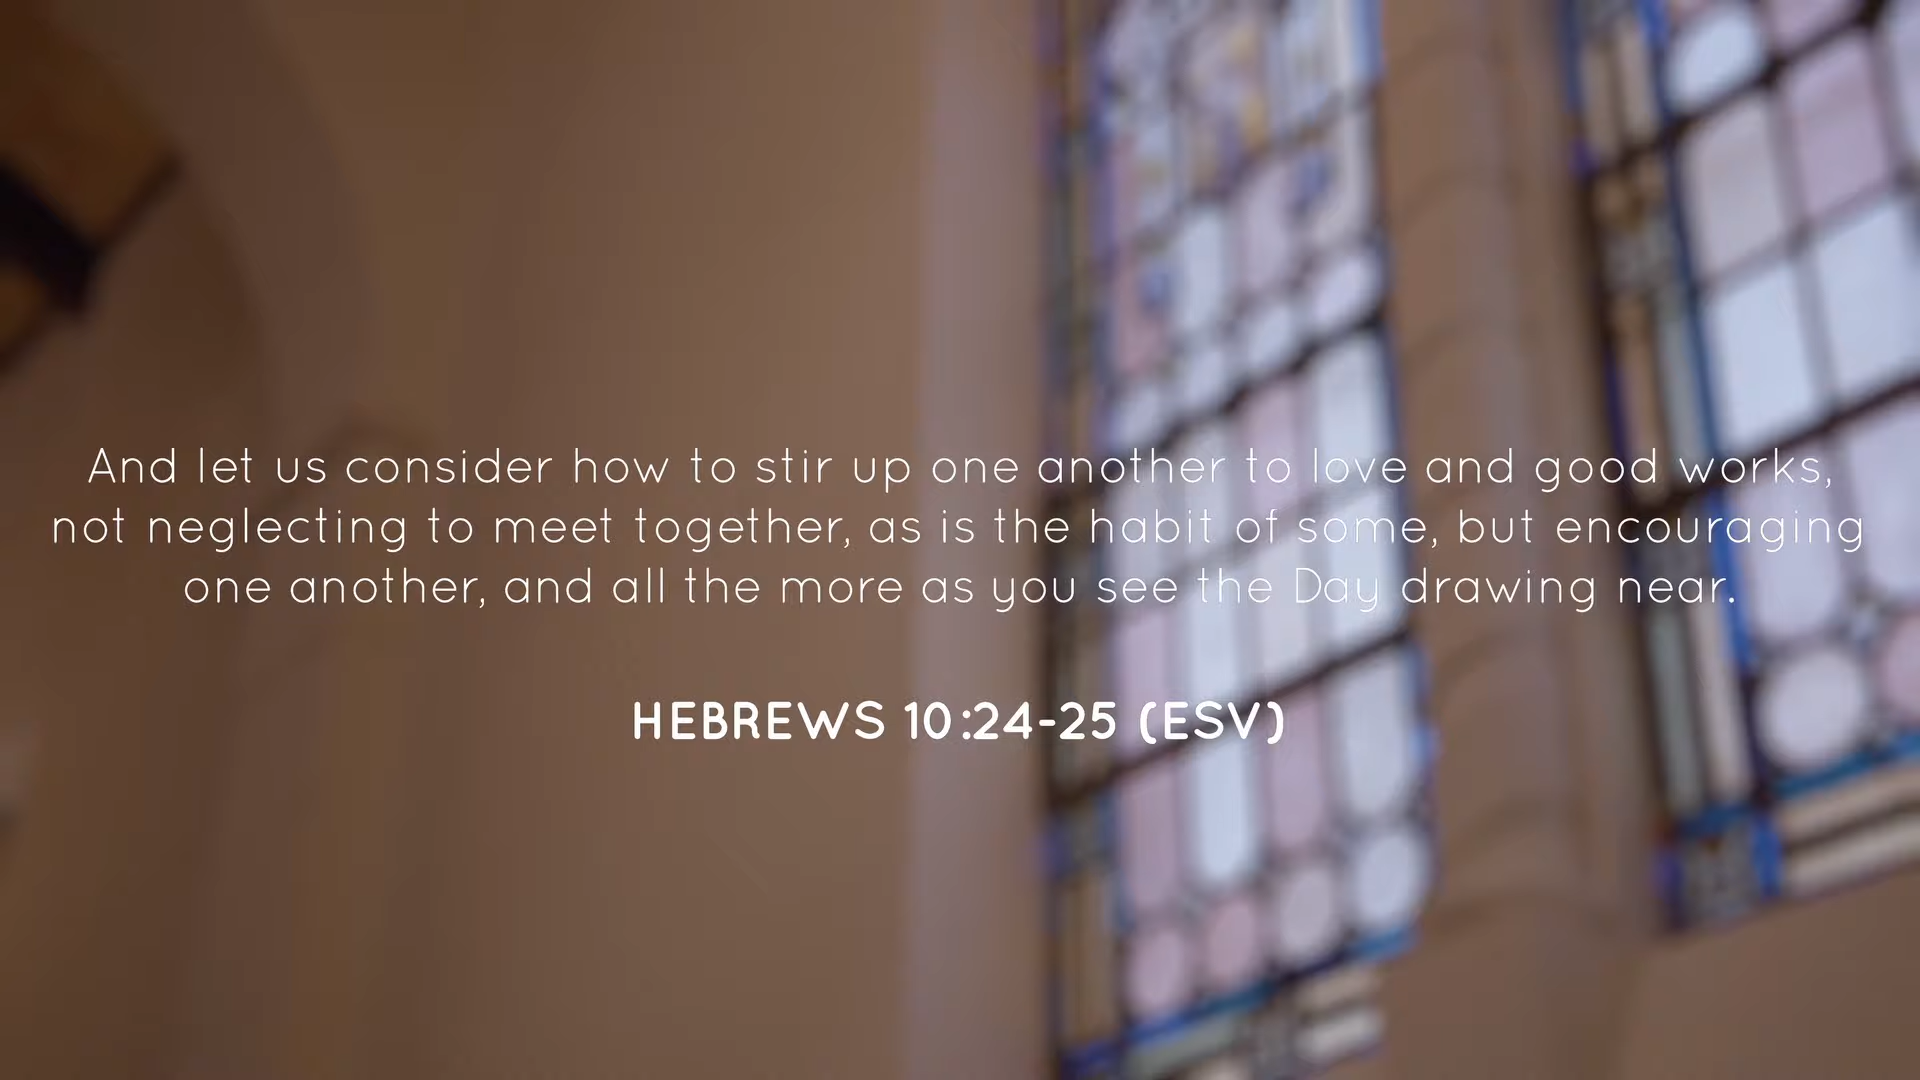 And let us consider how to stir up one another to love and good works,
not neglecting to meet together, as is the habit of some, but encouraging
one another, and all the more as you see the Day drawing near.
HEBREWS 10:24-25 (ESV)